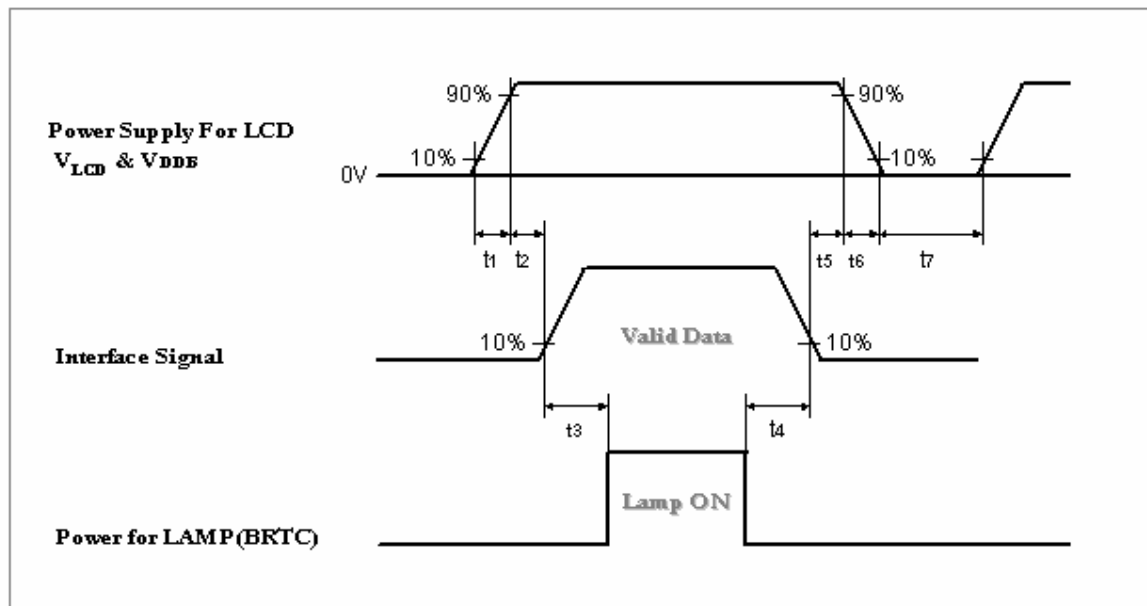 90%
90%
Power Supply For LCD
VLCD & VDDB
10%
10%
0V
t1
t2
t5
t6
t7
Valid Data
10%
10%
Interface Signal
t3
t4
Lamp ON
Power for LAMP(BRTC)